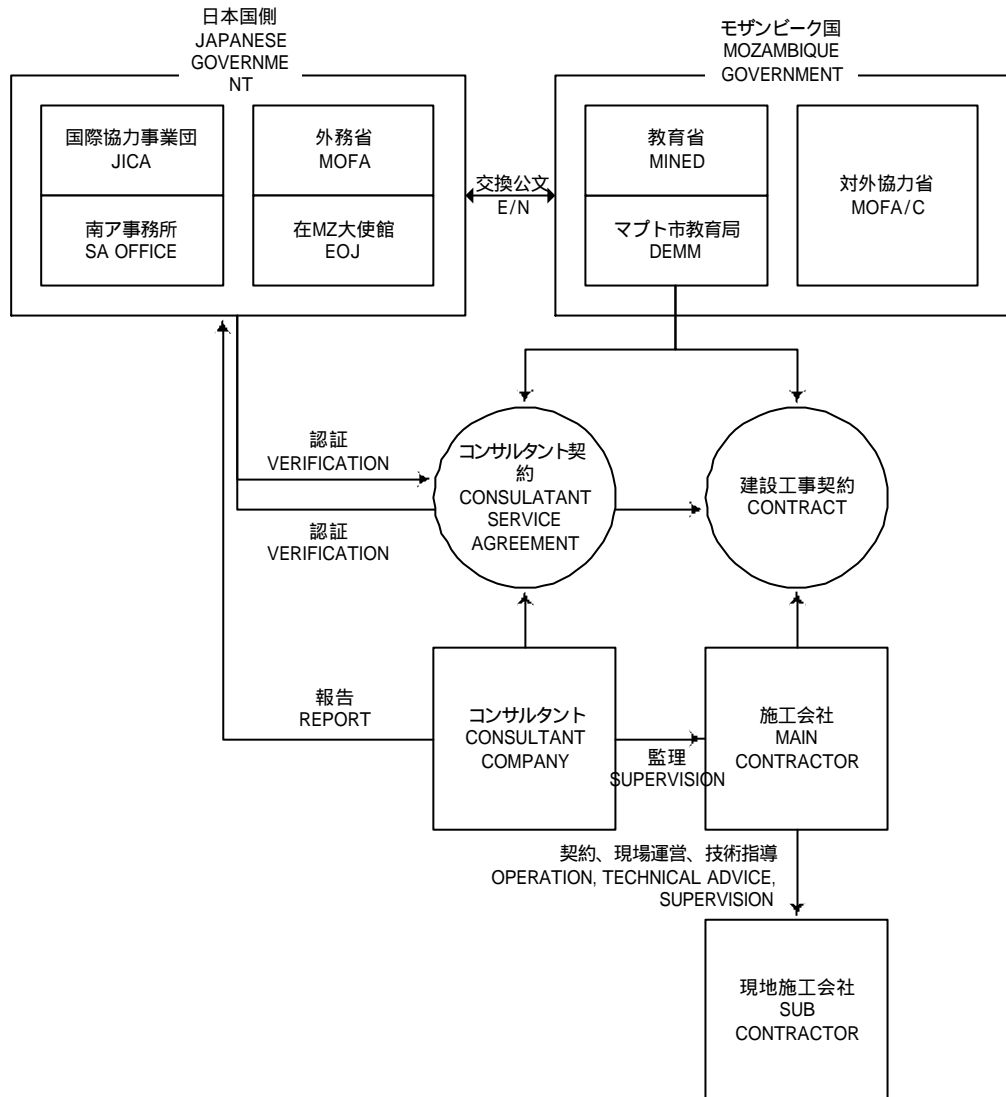 日本国側
JAPANESE
GOVERNME
NT
モザンビーク国
MOZAMBIQUE
GOVERNMENT
国際協力事業団
JICA
外務省
MOFA
南ア事務所
SA OFFICE
在MZ大使館
EOJ
交換公文
E/N
教育省
MINED
マプト市教育局
DEMM
対外協力省
MOFA/C
認証
VERIFICATION
認証
VERIFICATION
コンサルタント契
約
CONSULATANT
SERVICE
AGREEMENT
建設工事契約
CONTRACT
報告
REPORT
コンサルタント
CONSULTANT
COMPANY
監理
SUPERVISION
施工会社
MAIN
CONTRACTOR
契約、現場運営、技術指導
OPERATION, TECHNICAL ADVICE,
SUPERVISION
現地施工会社
SUB
CONTRACTOR